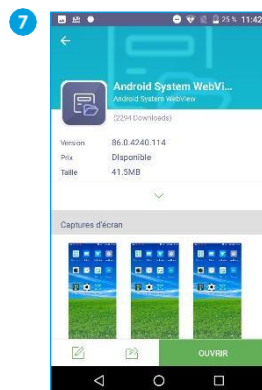 7
25 % 11:42
Android System WebVi...
Android System WebView
(2294 Downloads)
Version 86.0.4240.114
Prix Disponible
Taille 41.5MB
Captures d'écran
OUVRIR